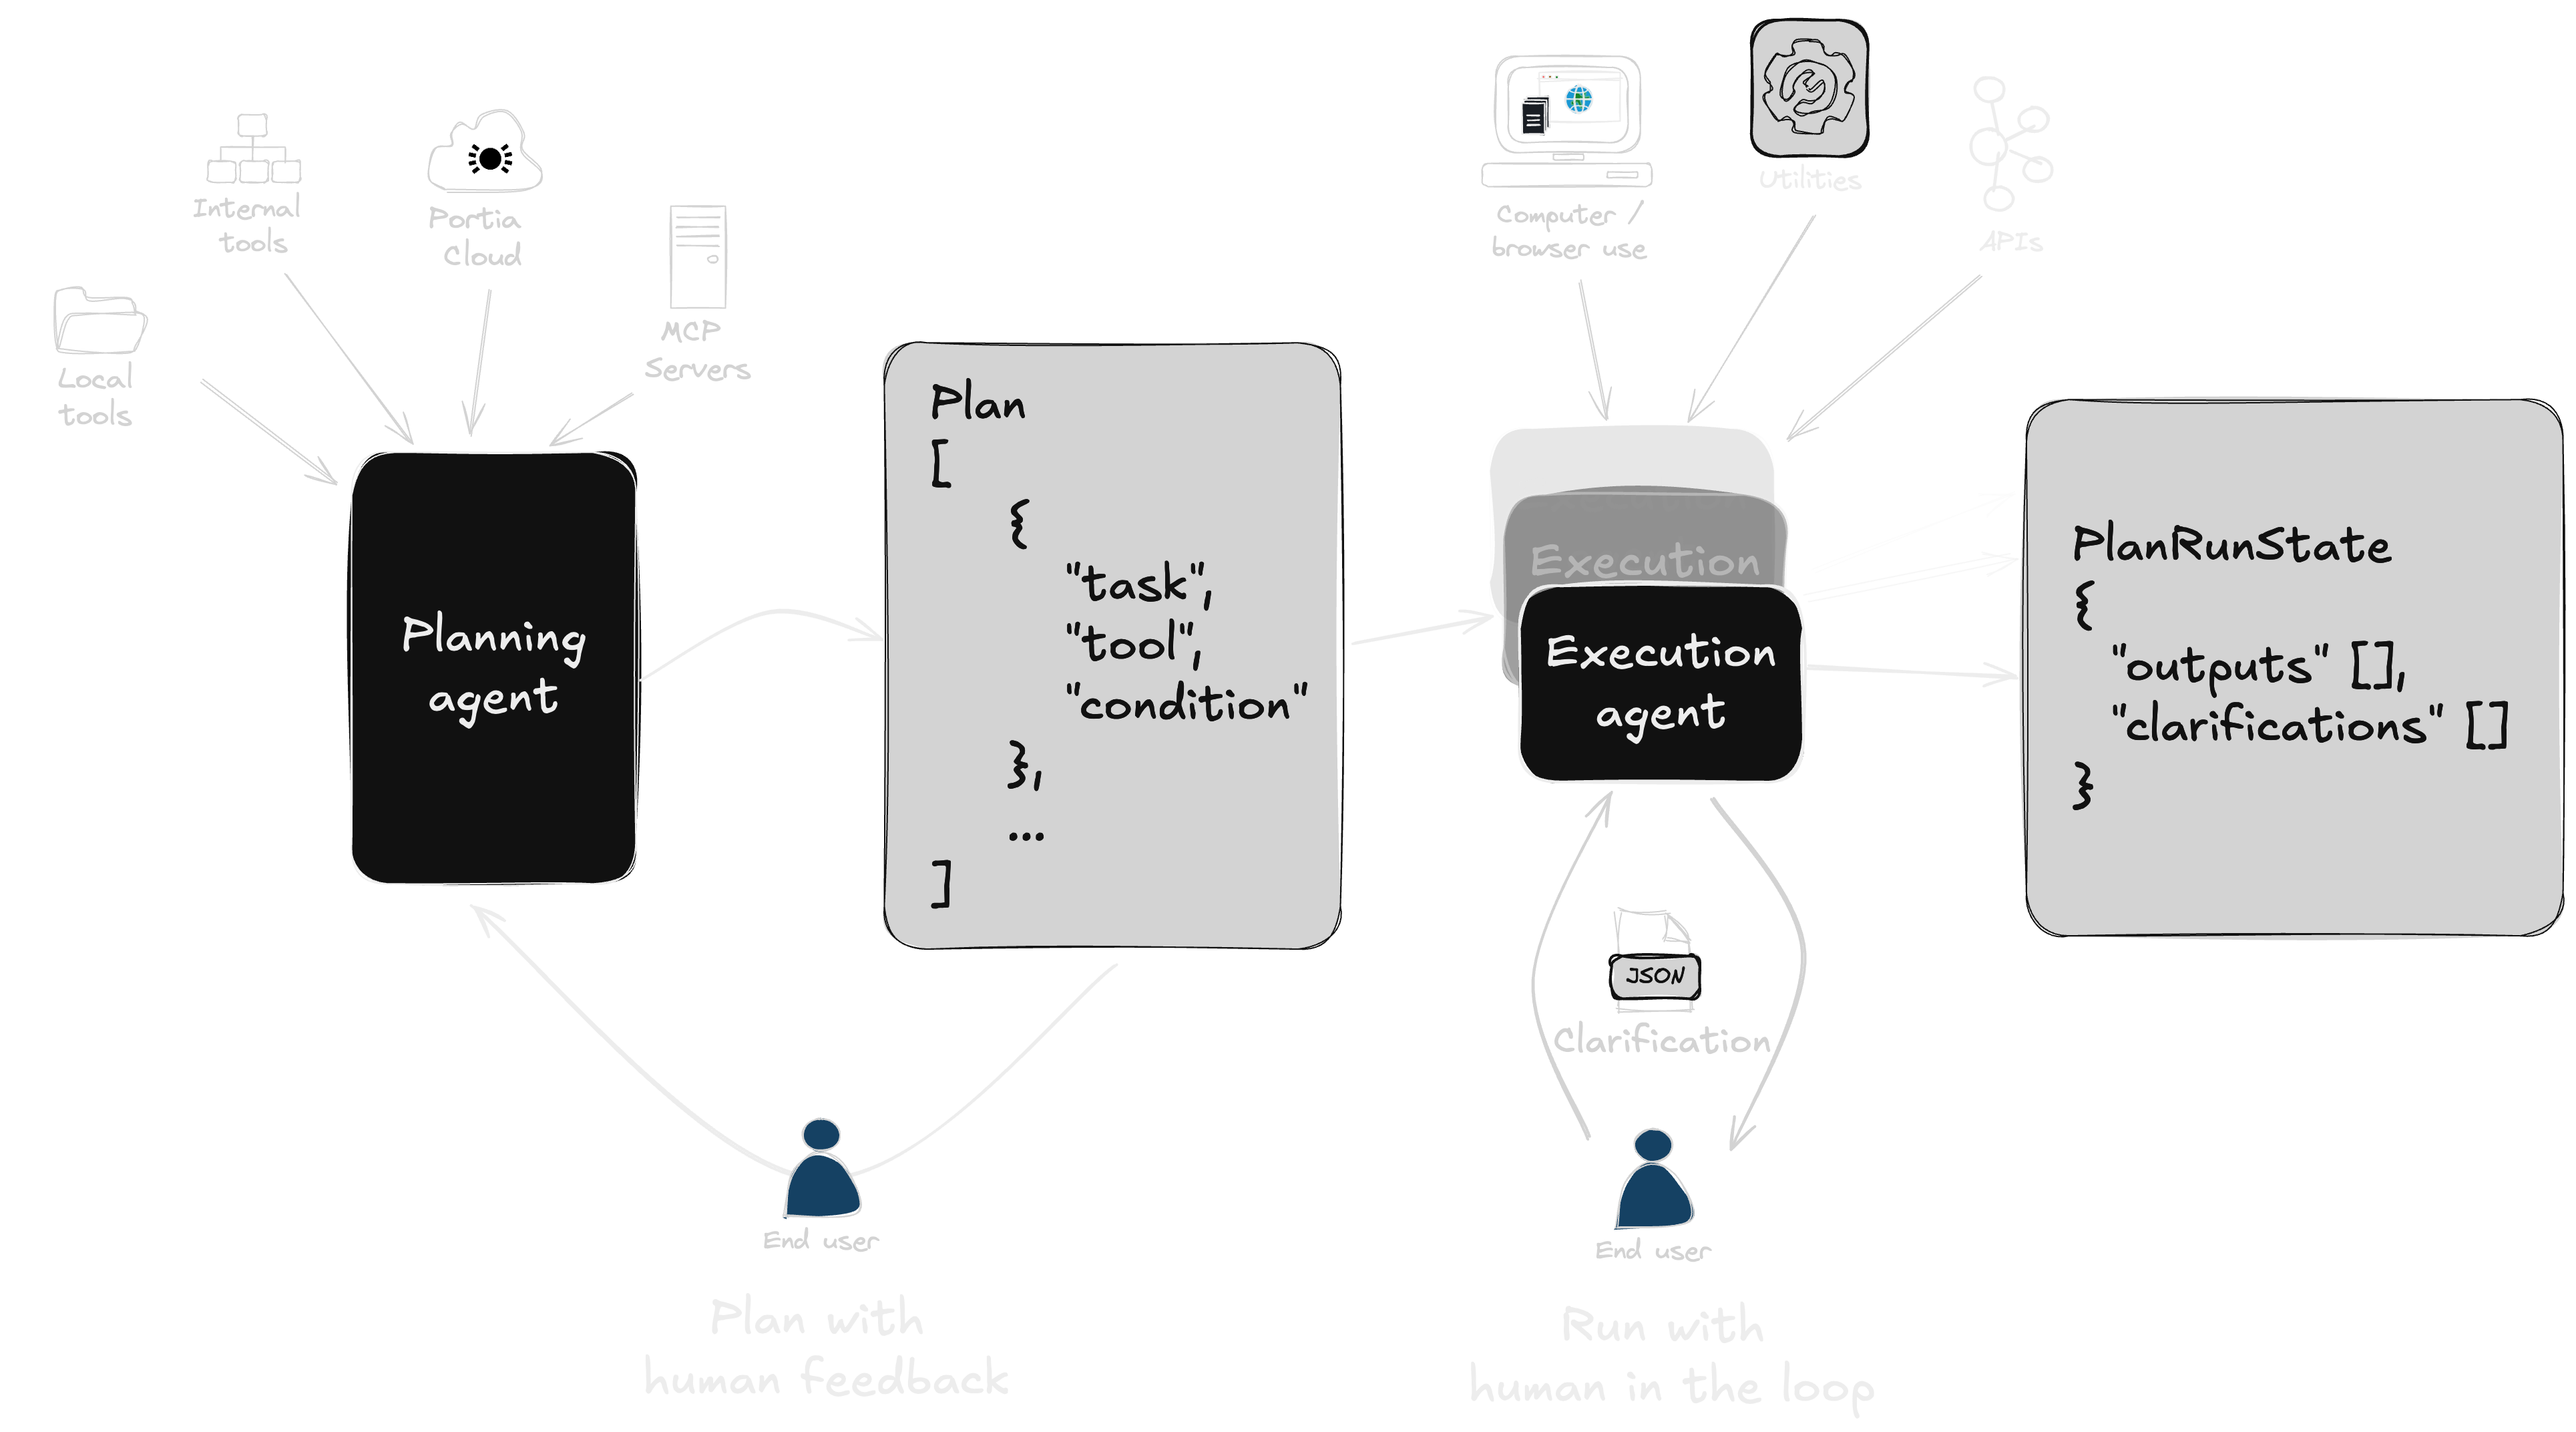 Internal
tools
Portia
Cloud
Local
tools
MCP
Servers
Planning
agent
Plan
[
{
"task",
"tool",
"condition"
},
...
]
End user
Plan with
human feedback
Computer /
browser use
Utilities
APIs
Execution
Execution
agent
JSON
Clarification
End user
Run with
human in the loop
PlanRunState
{
"outputs" [],
"clarifications" []
}